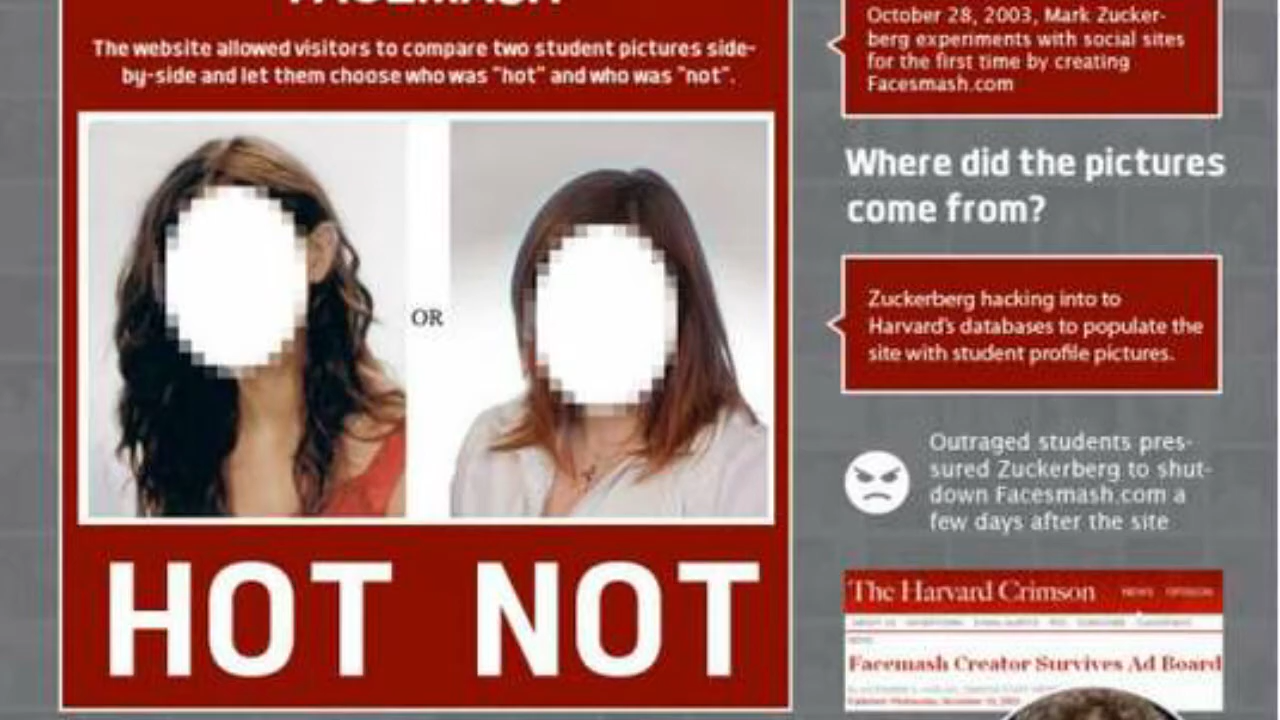 The website allowed visitors to compare two student pictures side-
by-side and let them choose who was "hot" and who was "not".
OR
HOT NOT
October 28, 2003, Mark Zucker-
berg experiments with social sites
for the first time by creating
Facesmash.com
Where did the pictures
come from?
Zuckerberg hacking into to
Harvard's databases to populate the
site with student profile pictures.
Outraged students pres-
sured Zuckerberg to shut-
down Facesmash.com a
few days after the site
The Harvard Crimson NEWS OPINION
Facemash Creator Survives Ad Board